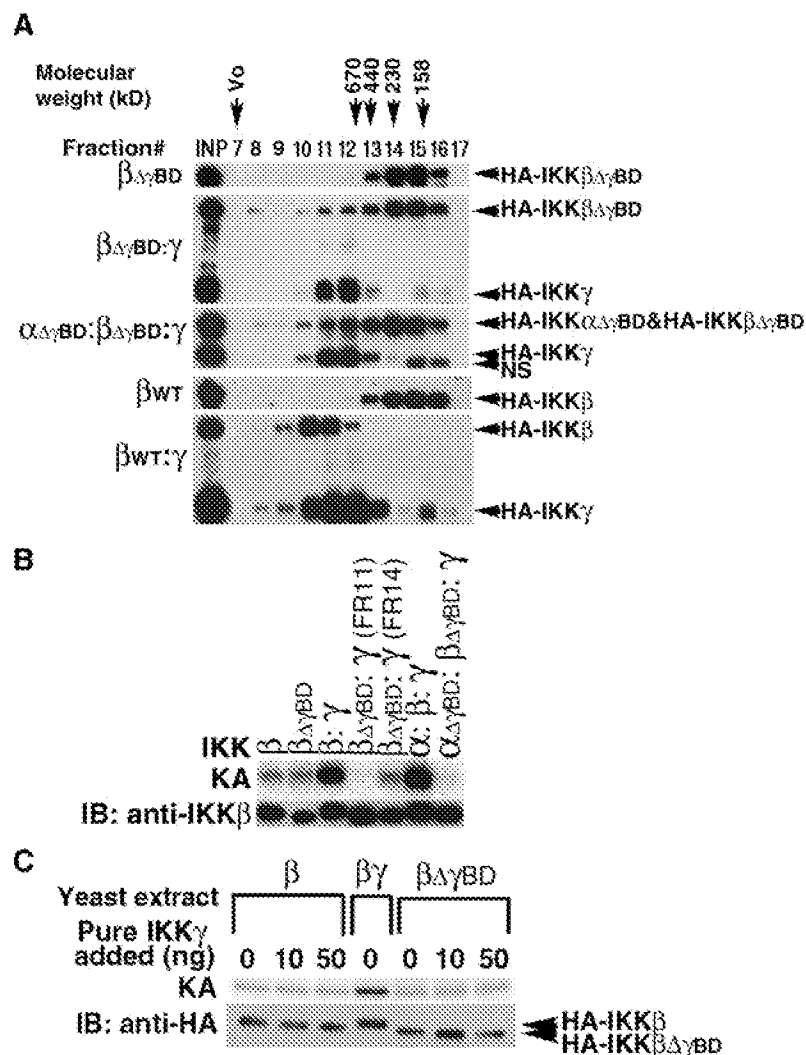 A
Molecular weight (kD)
Vo 670 440 230 158
Fraction# INP 7 8 9 10 11 12 13 14 15 16 17
βΔγBD HA-IKKβΔγBD
HA-IKKβΔγBD
βΔγBD:γ
HA-IKKγ
αΔγBD:βΔγBD:γ HA-IKKαΔγBD&HA-IKKβΔγBD
HA-IKKγ
NS
βWT HA-IKKβ
HA-IKKβ
βWT:γ
HA-IKKγ
B
IKK β βΔγBD β:γ βΔγBD:γ (FR11) βΔγBD:γ (FR14) α:β:γ αΔγBD:βΔγBD:γ
KA
IB: anti-IKKβ
C
Yeast extract β βγ βΔγBD
Pure IKKγ
added (ng) 0 10 50 0 0 10 50
KA
IB: anti-HA HA-IKKβ
HA-IKKβΔγBD